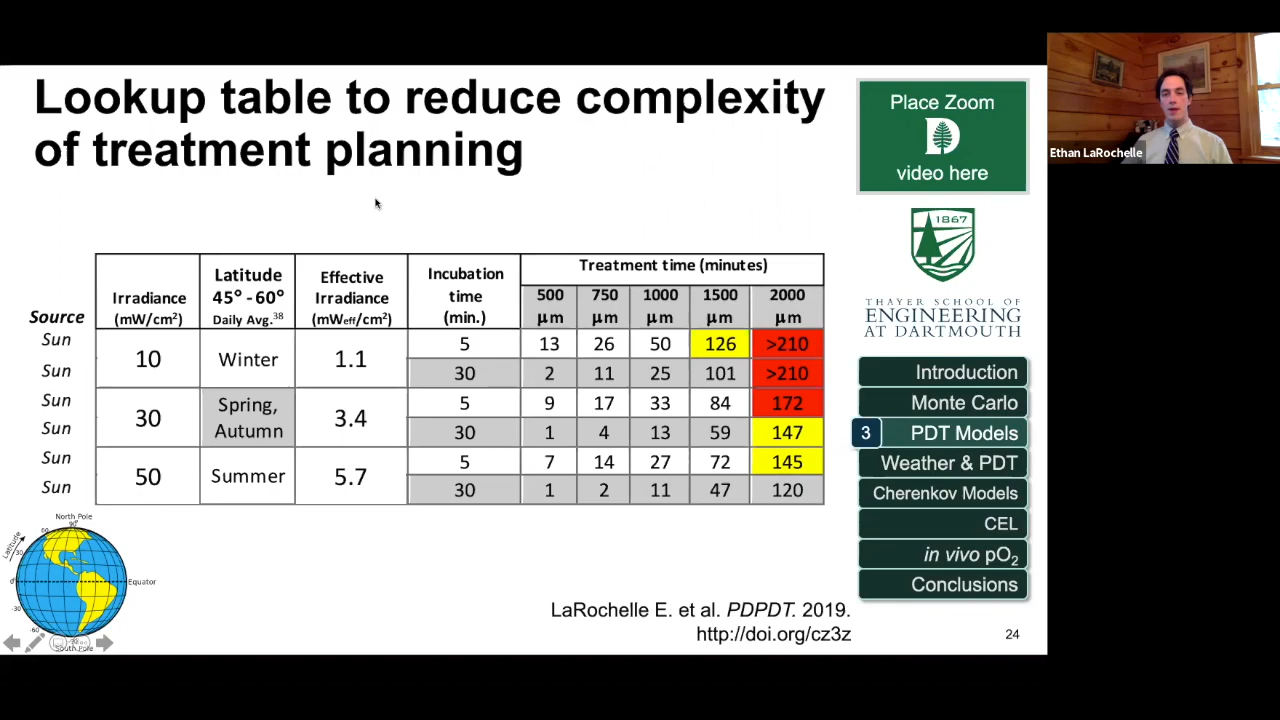 Lookup table to reduce complexity
of treatment planning
Place Zoom
D
video here
Ethan LaRochelle
1867
THAYER SCHOOL OF
ENGINEERING
AT DARTMOUTH
Source
Irradiance
(mW/cm²)
Latitude
45° - 60°
Daily Avg.³⁸
Effective
Irradiance
(mWeff/cm²)
Incubation
time
(min.)
Treatment time (minutes)
500 μm 750 μm 1000 μm 1500 μm 2000 μm
Sun 10 Winter 1.1 5 13 26 50 126 >210
Sun 30 2 11 25 101 >210
Sun 30 Spring, Autumn 3.4 5 9 17 33 84 172
Sun 30 1 4 13 59 147
Sun 50 Summer 5.7 5 7 14 27 72 145
Sun 30 1 2 11 47 120
Introduction
Monte Carlo
3 PDT Models
Weather & PDT
Cherenkov Models
CEL
in vivo pO₂
Conclusions
North Pole
90°
60
Latitude
30
0°
Equator
-30
-60
South Pole
LaRochelle E. et al. PDPDT. 2019.
http://doi.org/cz3z
24